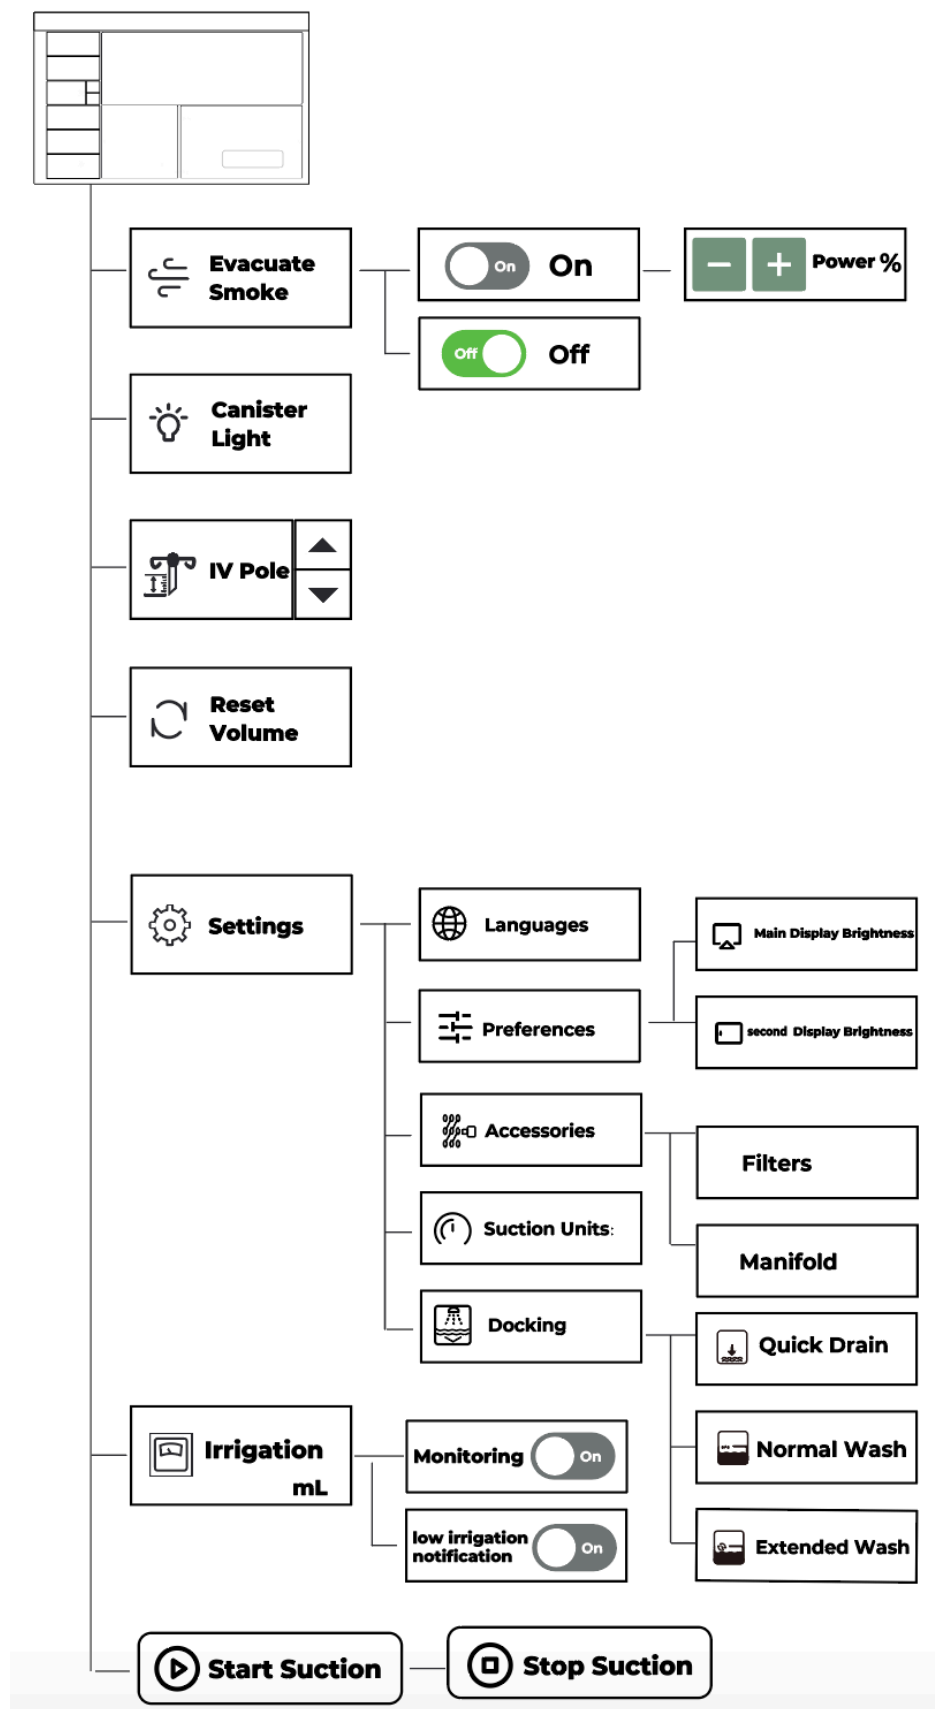 Evacuate
Smoke
On
On
Power %
Off
Off
Canister
Light
IV Pole
Reset
Volume
Settings
Languages
Main Display Brightness
Preferences
second Display Brightness
Accessories
Filters
Suction Units:
Manifold
Docking
Quick Drain
Irrigation
mL
Monitoring
On
Normal Wash
low irrigation
notification
On
Extended Wash
Start Suction
Stop Suction